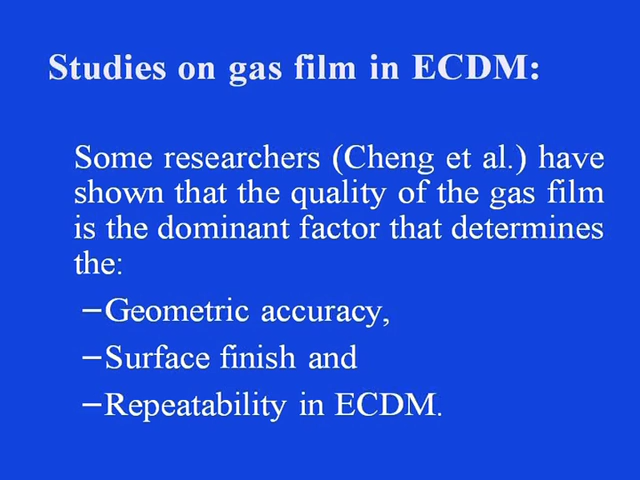 Studies on gas film in ECDM:
Some researchers (Cheng et al.) have
shown that the quality of the gas film
is the dominant factor that determines
the:
–Geometric accuracy,
–Surface finish and
–Repeatability in ECDM.